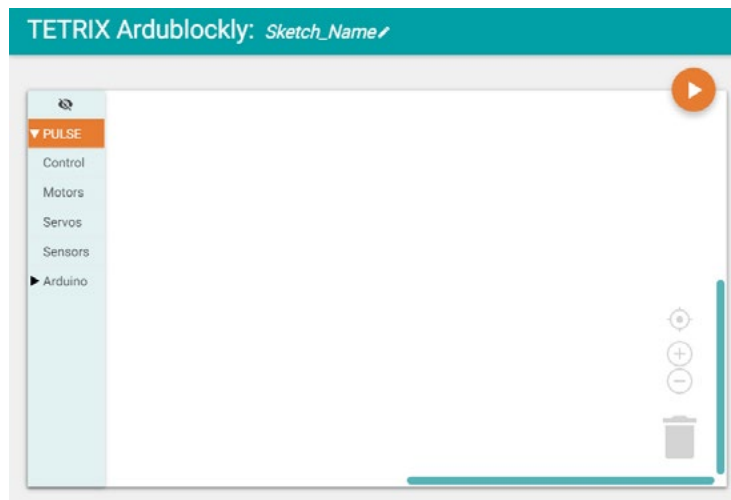 TETRIX Ardublockly: Sketch_Name
PULSE
Control
Motors
Servos
Sensors
Arduino